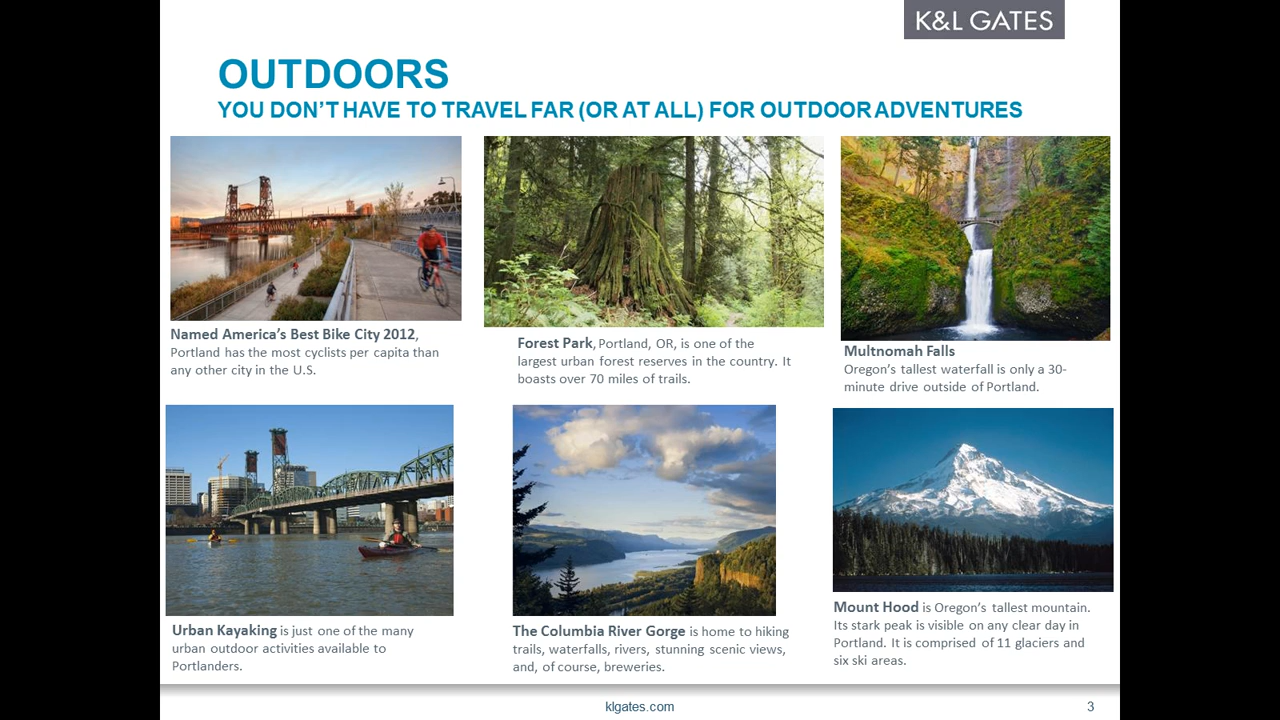 K&L GATES
OUTDOORS
YOU DON'T HAVE TO TRAVEL FAR (OR AT ALL) FOR OUTDOOR ADVENTURES
Named America's Best Bike City 2012,
Portland has the most cyclists per capita than
any other city in the U.S.
Forest Park, Portland, OR, is one of the
largest urban forest reserves in the country. It
boasts over 70 miles of trails.
Multnomah Falls
Oregon's tallest waterfall is only a 30-
minute drive outside of Portland.
Urban Kayaking is just one of the many
urban outdoor activities available to
Portlanders.
The Columbia River Gorge is home to hiking
trails, waterfalls, rivers, stunning scenic views,
and, of course, breweries.
Mount Hood is Oregon's tallest mountain.
Its stark peak is visible on any clear day in
Portland. It is comprised of 11 glaciers and
six ski areas.
klgates.com
3